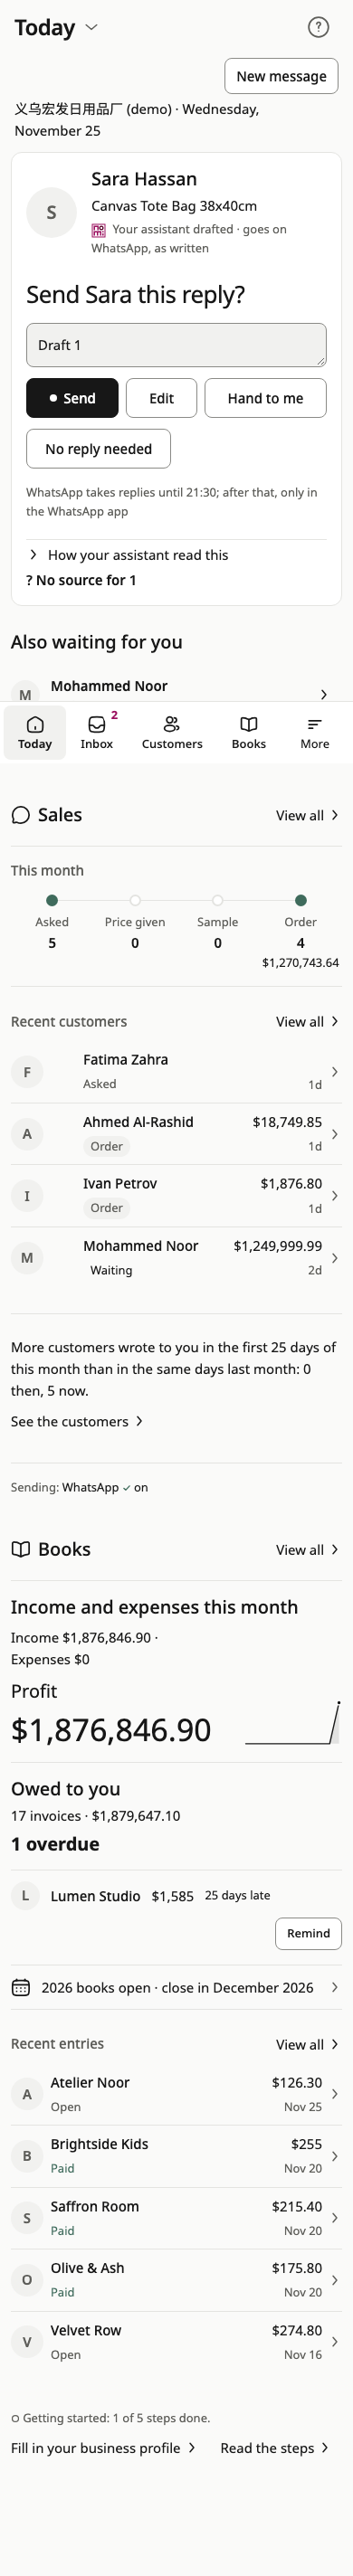 Today
New message
义乌宏发日用品厂 (demo) · Wednesday,
November 25
S
Sara Hassan
Canvas Tote Bag 38x40cm
Your assistant drafted · goes on
WhatsApp, as written
Send Sara this reply?
Draft 1
Send
Edit
Hand to me
No reply needed
WhatsApp takes replies until 21:30; after that, only in
the WhatsApp app
How your assistant read this
? No source for 1
Also waiting for you
M
Mohammed Noor
Today
Inbox
2
Customers
Books
More
Sales
View all
This month
Asked
Price given
Sample
Order
5
0
0
4
$1,270,743.64
Recent customers
View all
F
Fatima Zahra
Asked
1d
A
Ahmed Al-Rashid
$18,749.85
Order
1d
I
Ivan Petrov
$1,876.80
Order
1d
M
Mohammed Noor
$1,249,999.99
Waiting
2d
More customers wrote to you in the first 25 days of
this month than in the same days last month: 0
then, 5 now.
See the customers
Sending: WhatsApp ✓ on
Books
View all
Income and expenses this month
Income $1,876,846.90 ·
Expenses $0
Profit
$1,876,846.90
Owed to you
17 invoices · $1,879,647.10
1 overdue
L
Lumen Studio
$1,585
25 days late
Remind
2026 books open · close in December 2026
Recent entries
View all
A
Atelier Noor
$126.30
Open
Nov 25
B
Brightside Kids
$255
Paid
Nov 20
S
Saffron Room
$215.40
Paid
Nov 20
O
Olive & Ash
$175.80
Paid
Nov 20
V
Velvet Row
$274.80
Open
Nov 16
Getting started: 1 of 5 steps done.
Fill in your business profile
Read the steps